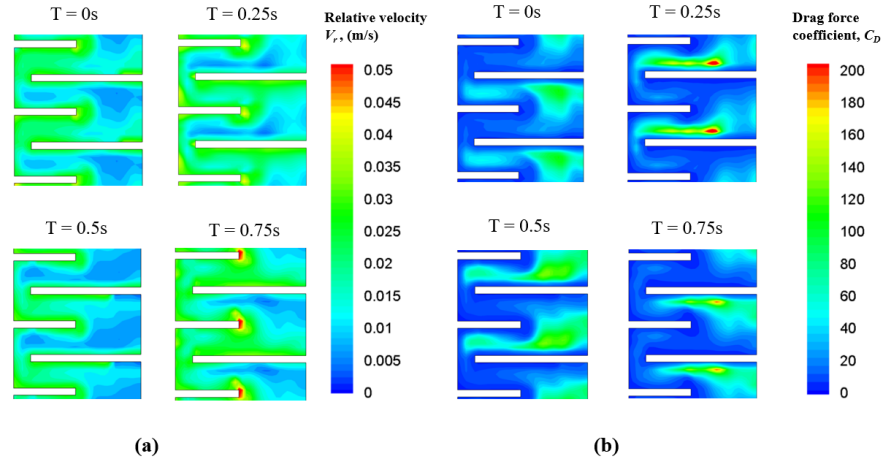 T = 0s
T = 0.25s
Relative velocity
Vr , (m/s)
0.05
0.045
0.04
0.035
0.03
0.025
0.02
0.015
0.01
0.005
0
T = 0.5s
T = 0.75s
(a)
T = 0s
T = 0.25s
Drag force
coefficient, CD
200
180
160
140
120
100
80
60
40
20
0
T = 0.5s
T = 0.75s
(b)